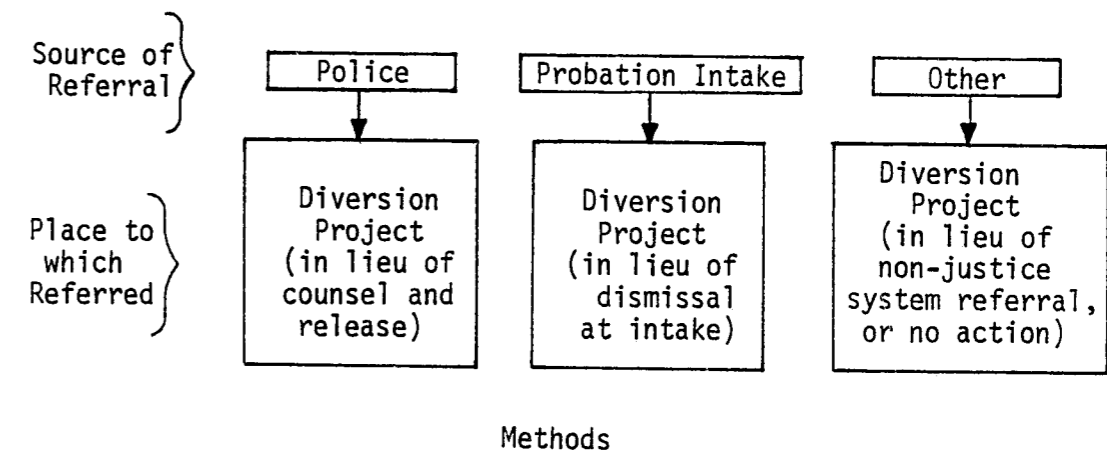 Source of
Referral
Police
Probation Intake
Other
Place to
which
Referred
Diversion
Project
(in lieu of
counsel and
release)
Diversion
Project
(in lieu of
dismissal
at intake)
Diversion
Project
(in lieu of
non-justice
system referral,
or no action)
Methods